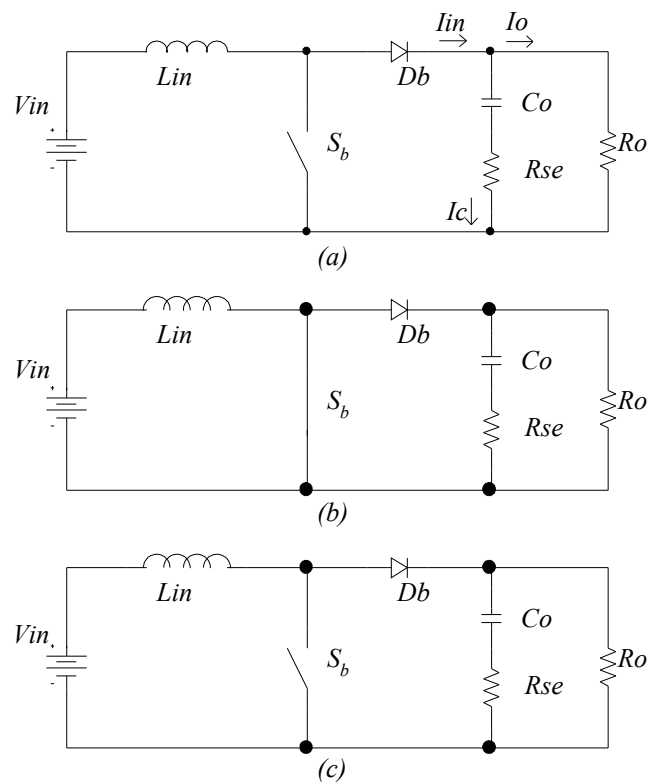 Iin Io
Lin Db Co
Vin
+
-
S_b
Ro
Rse
Ic
(a)
Lin Db
Vin
+
-
Co
S_b
Ro
Rse
(b)
Lin Db
Vin
+
-
Co
S_b
Ro
Rse
(c)